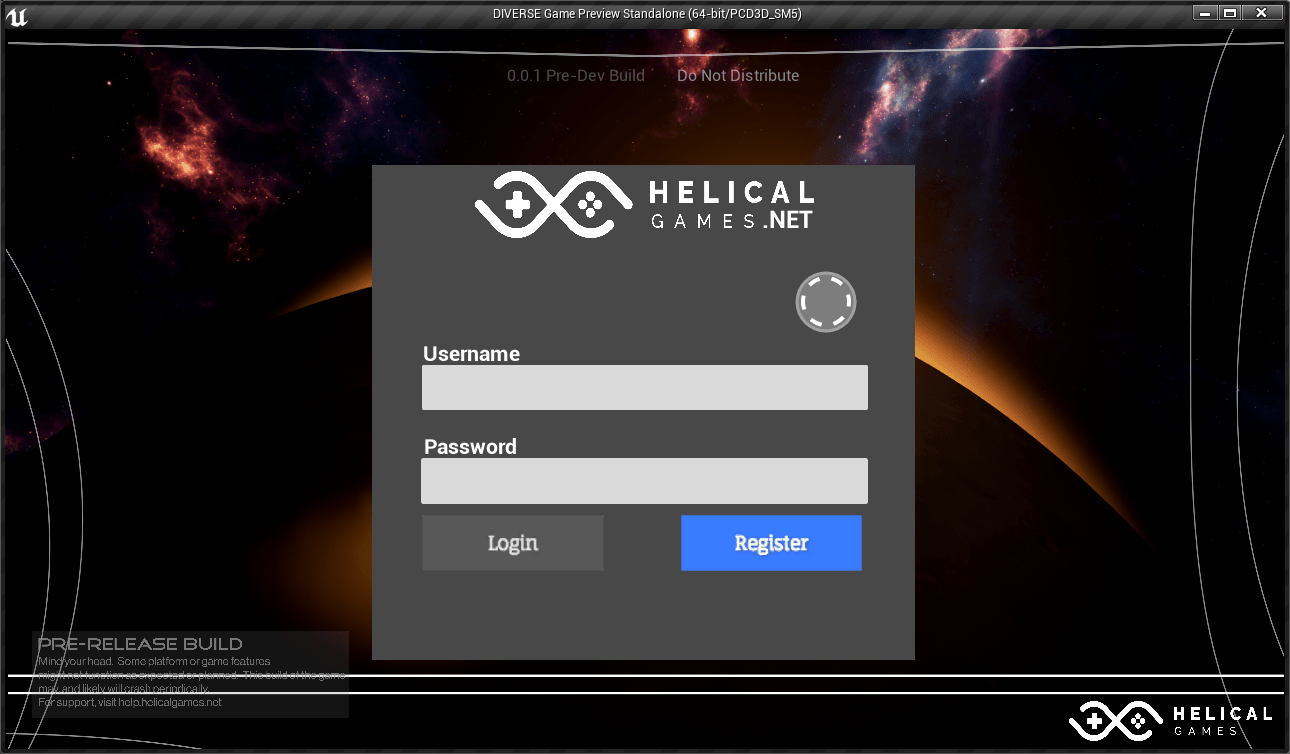 DIVERSE Game Preview Standalone (64-bit/PCD3D_SM5)
0.0.1 Pre-Dev Build Do Not Distribute
HELICAL
GAMES.NET
Username
Password
Login Register
PRE-RELEASE BUILD
Mind your head. Some platform or game features
might not function as expected or planned. This build of the game
may and likely will crash periodically.
For support, visit help.helicalgames.net
HELICAL
GAMES